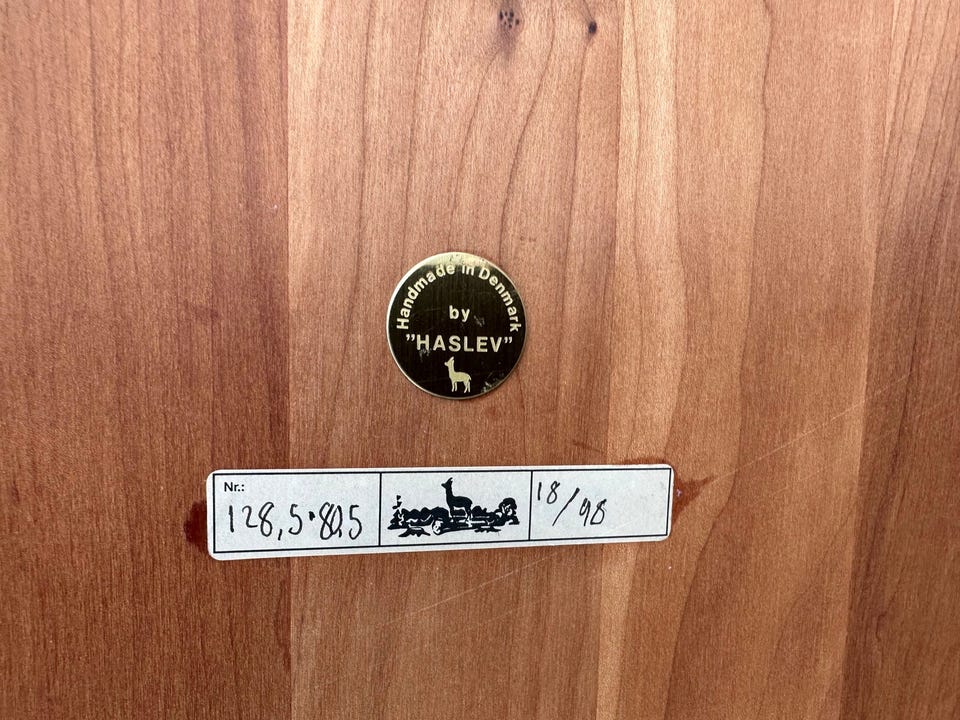 Handmade in Denmark
by
"HASLEV"
Nr.:
128,5·80,5
18/98